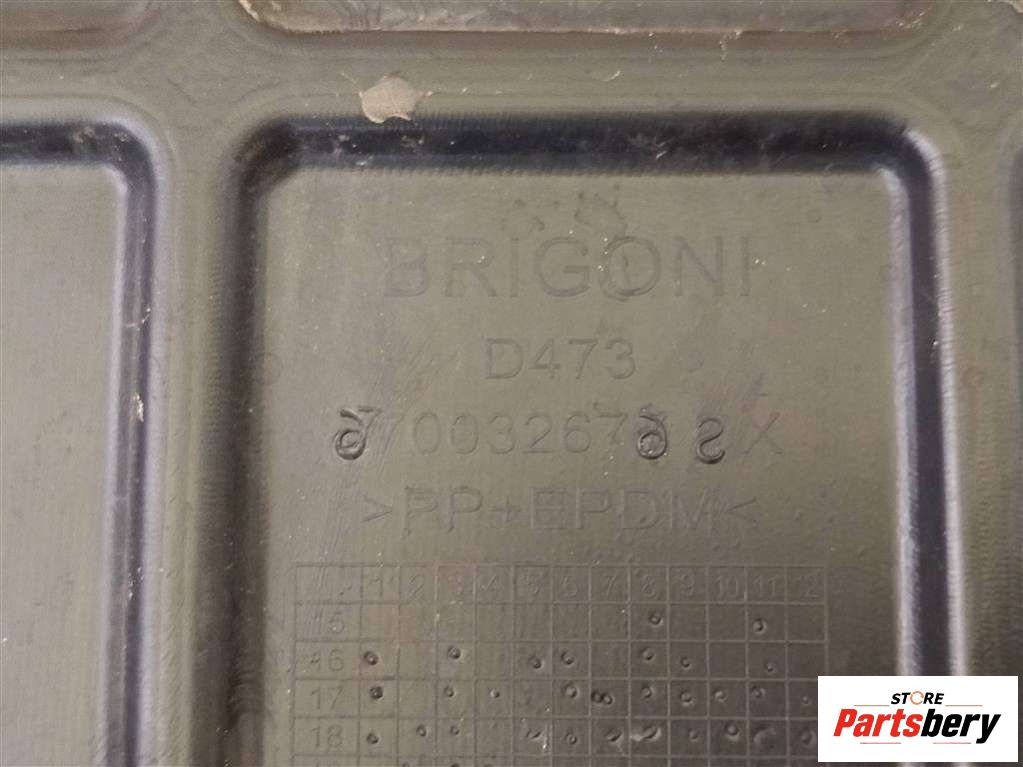 BRIGONI
D473
>PP+EPDM<
1 2 3 4 5 6 7 8 9 10 11 12
15
16
17
18
STORE
Partsbery